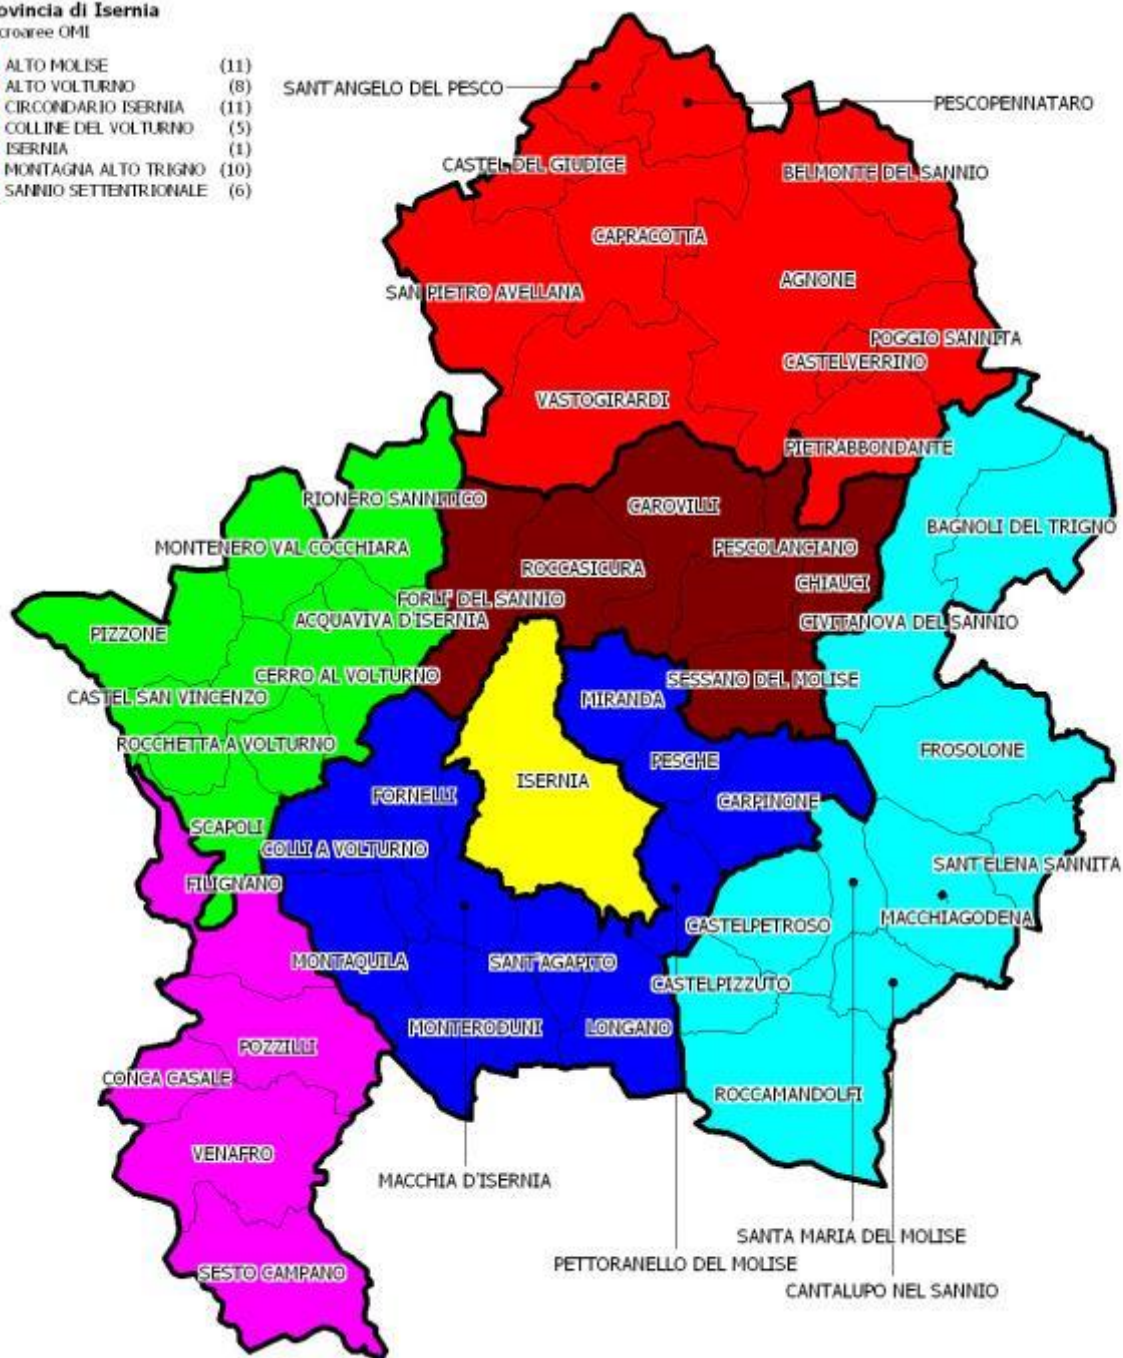 ovincia di Isernia
croaree OMI
ALTO MOLISE (11)
ALTO VOLTURNO (8)
CIRCONDARIO ISERNIA (11)
COLLINE DEL VOLTURNO (5)
ISERNIA (1)
MONTAGNA ALTO TRIGNO (10)
SANNIO SETTENTRIONALE (6)
SANT'ANGELO DEL PESCO
PESCOPENNATARO
CASTEL DEL GIUDICE
BELMONTE DEL SANNIO
CAPRACOTTA
AGNONE
SAN PIETRO AVELLANA
POGGIO SANNITA
CASTELVERRINO
VASTOGIRARDI
PIETRABBONDANTE
RIONERO SANNITICO
CAROVILLI
BAGNOLI DEL TRIGNO
MONTENERO VAL COCCHIARA
PESCOLANCIANO
ROCCASICURA
CHIAUCI
FORLI' DEL SANNIO
ACQUAVIVA D'ISERNIA
CIVITANOVA DEL SANNIO
PIZZONE
CERRO AL VOLTURNO
SESSANO DEL MOLISE
CASTEL SAN VINCENZO
MIRANDA
ROCCHETTA A VOLTURNO
FROSOLONE
PESCHE
ISERNIA
FORNELLI
CARPINONE
SCAPOLI
COLLI A VOLTURNO
SANT'ELENA SANNITA
FILIGNANO
MACCHIAGODENA
CASTELPETROSO
MONTAQUILA
SANT'AGAPITO
CASTELPIZZUTO
MONTERODUNI
LONGANO
POZZILLI
CONCA CASALE
ROCCAMANDOLFI
VENAFRO
MACCHIA D'ISERNIA
SANTA MARIA DEL MOLISE
PETTORANELLO DEL MOLISE
SESTO CAMPANO
CANTALUPO NEL SANNIO